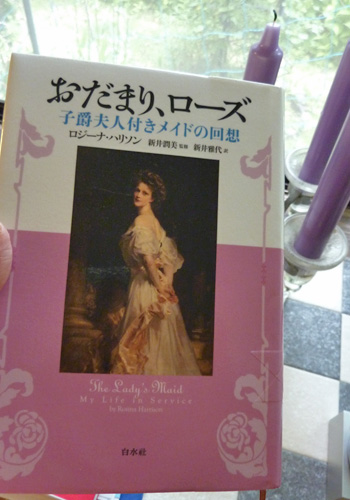 おだまり、ローズ
子爵夫人付きメイドの回想
ロジーナ・ハリソン 新井潤美 監修 新井雅代 訳
The Lady's Maid
My Life in Service
by Rosina Harrison
白水社